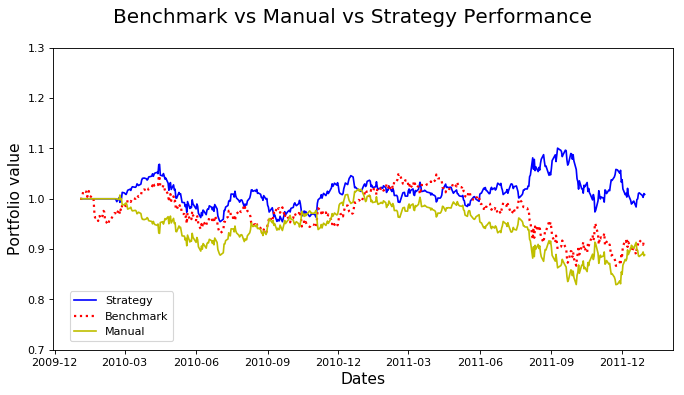 Benchmark vs Manual vs Strategy Performance
1.3
1.2
1.1
1.0
0.9
0.8
0.7
Portfolio value
Strategy
Benchmark
Manual
2009-12 2010-03 2010-06 2010-09 2010-12 2011-03 2011-06 2011-09 2011-12
Dates